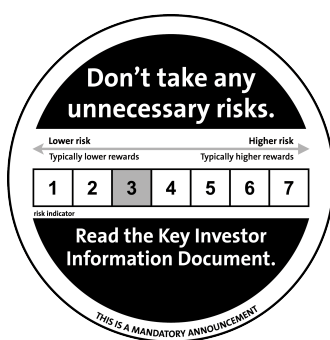 Don't take any
unnecessary risks.
Lower risk Higher risk
Typically lower rewards Typically higher rewards
1 2 3 4 5 6 7
risk indicator
Read the Key Investor
Information Document.
THIS IS A MANDATORY ANNOUNCEMENT